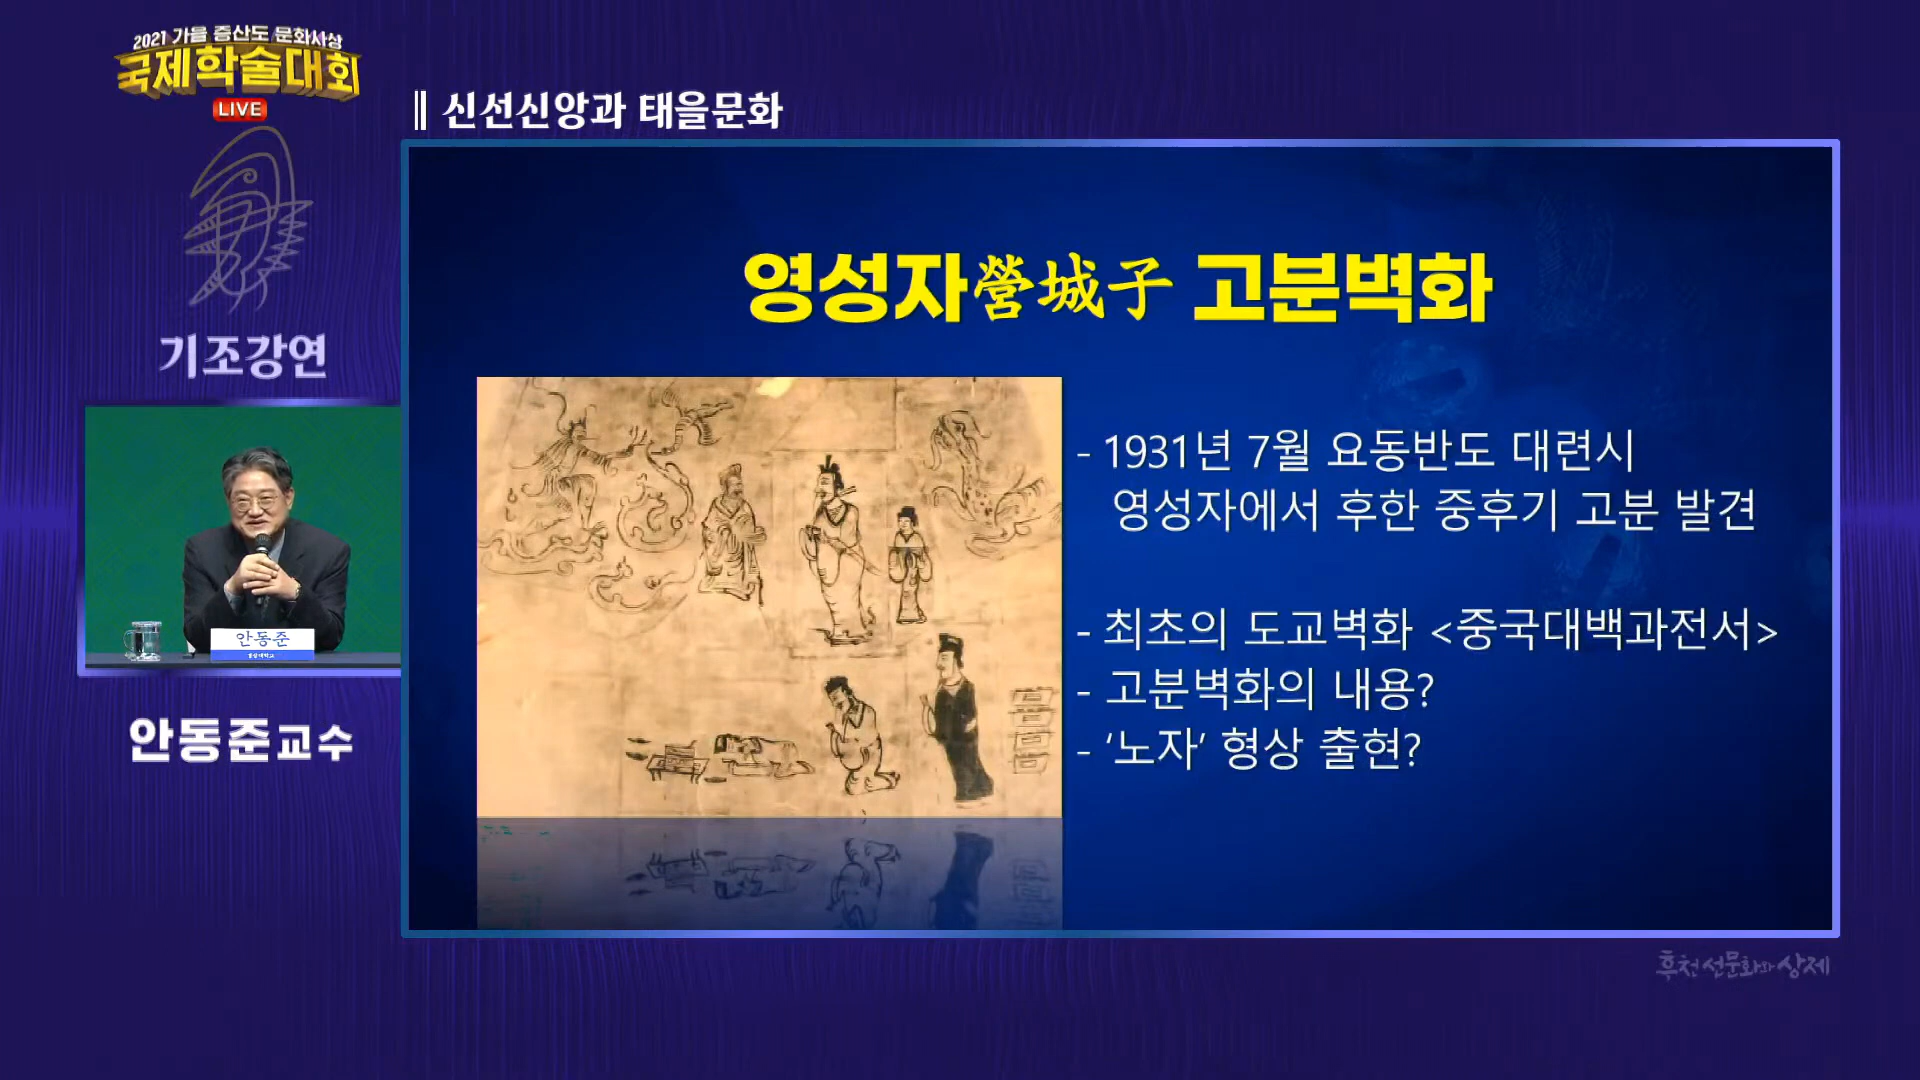 2021 가을 증산도 문화사상
국제학술대회
LIVE
신선신앙과 태을문화
기조강연
안동준
안동준교수
영성자營城子 고분벽화
- 1931년 7월 요동반도 대련시
영성자에서 후한 중후기 고분 발견
- 최초의 도교벽화 <중국대백과전서>
- 고분벽화의 내용?
- ‘노자’ 형상 출현?
후천 선문화와 상제